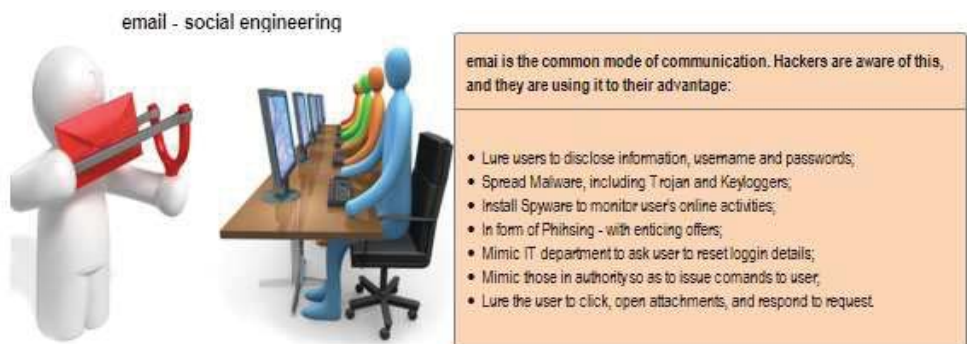 email - social engineering
emai is the common mode of communication. Hackers are aware of this,
and they are using it to their advantage:
• Lure users to disclose information, username and passwords;
• Spread Malware, including Trojan and Keyloggers;
• Install Spyware to monitor user's online activities;
• In form of Phihsing - with enticing offers;
• Mimic IT department to ask user to reset loggin details;
• Mimic those in authority so as to issue comands to user;
• Lure the user to click, open attachments, and respond to request.